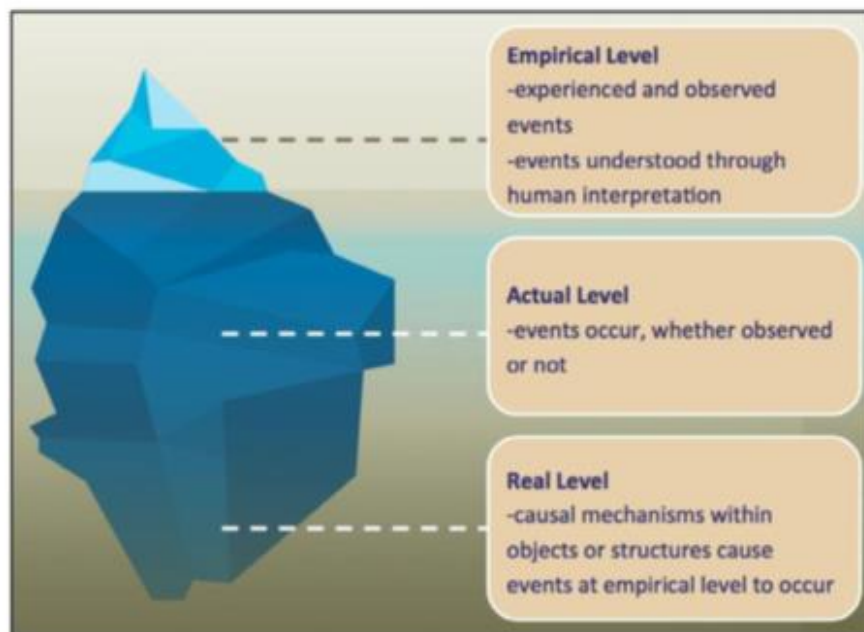 Empirical Level
-experienced and observed
events
-events understood through
human interpretation
Actual Level
-events occur, whether observed
or not
Real Level
-causal mechanisms within
objects or structures cause
events at empirical level to occur